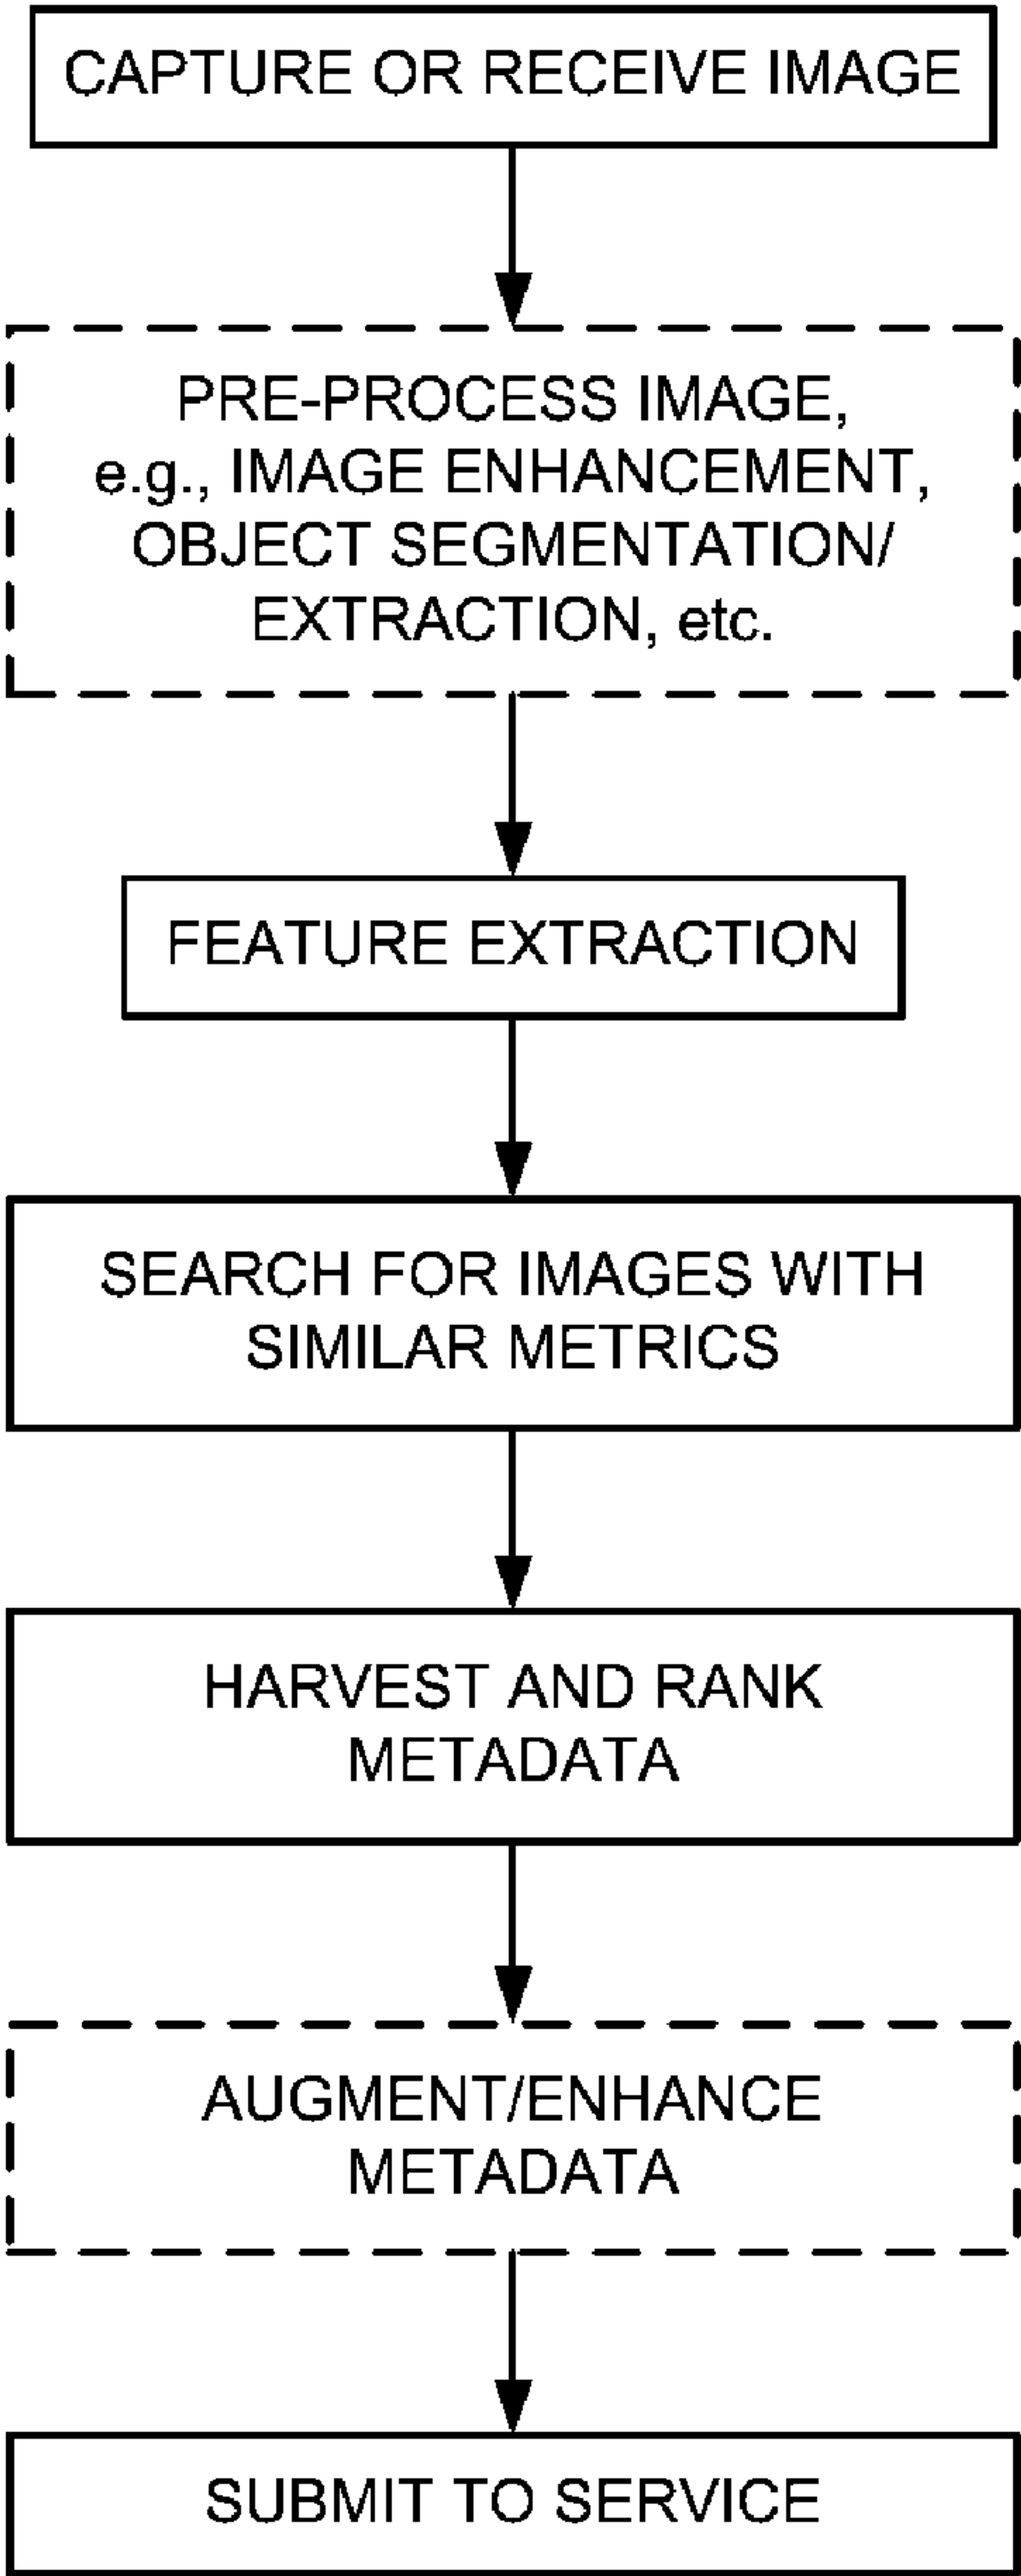 CAPTURE OR RECEIVE IMAGE
PRE-PROCESS IMAGE,
e.g., IMAGE ENHANCEMENT,
OBJECT SEGMENTATION/
EXTRACTION, etc.
FEATURE EXTRACTION
SEARCH FOR IMAGES WITH
SIMILAR METRICS
HARVEST AND RANK
METADATA
AUGMENT/ENHANCE
METADATA
SUBMIT TO SERVICE